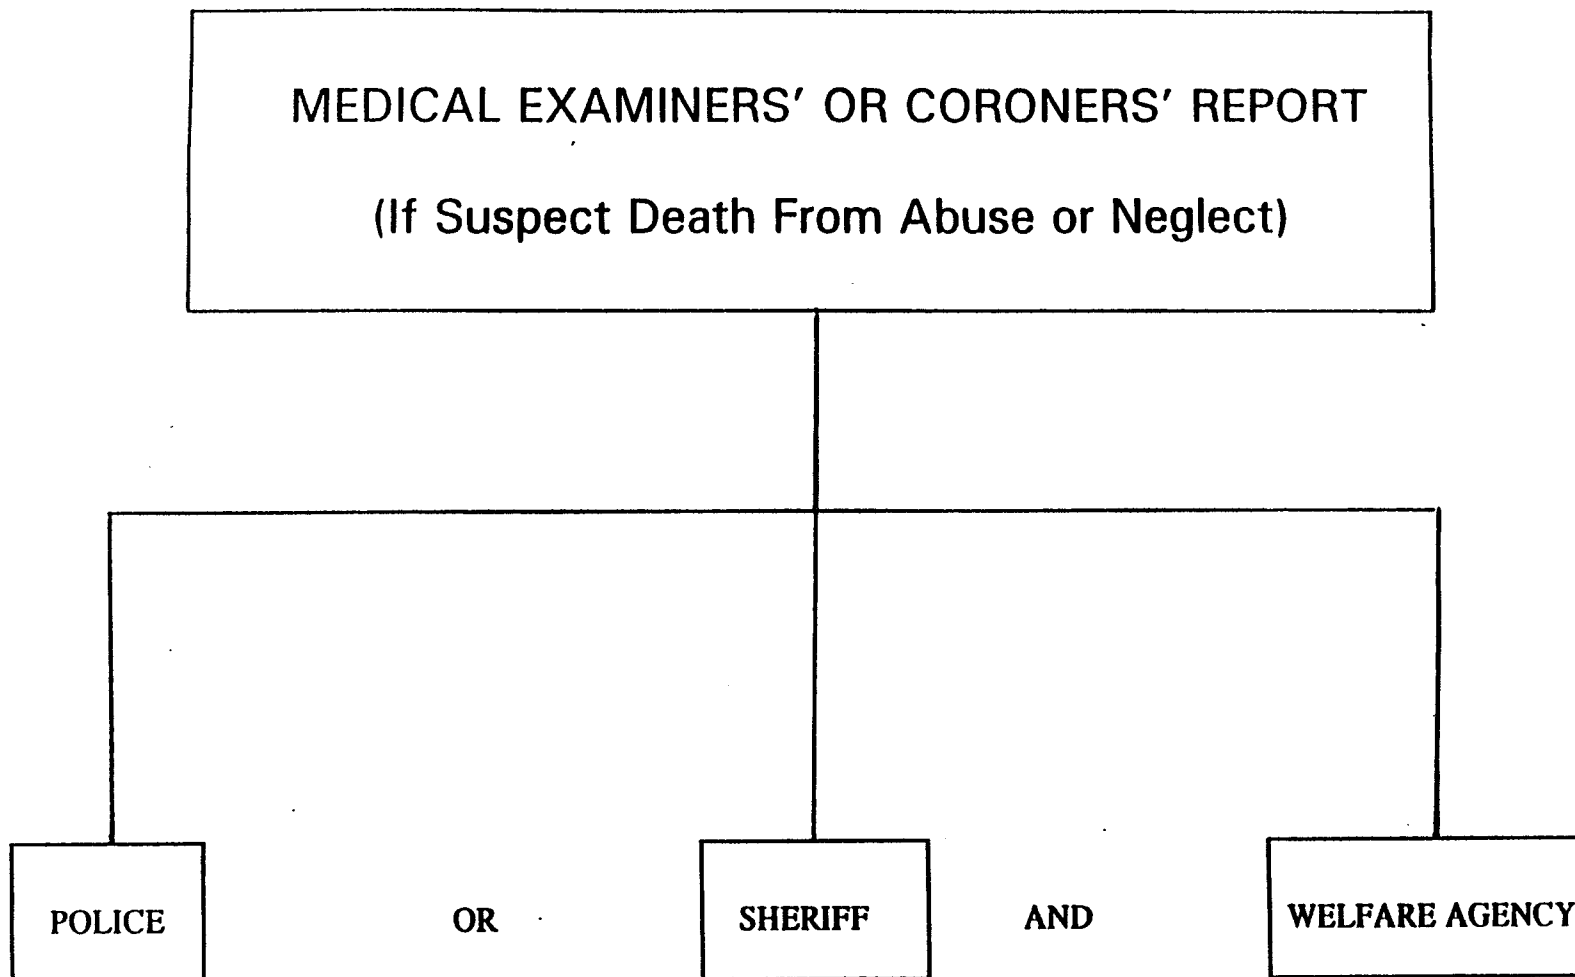 MEDICAL EXAMINERS' OR CORONERS' REPORT
(If Suspect Death From Abuse or Neglect)
POLICE OR SHERIFF AND WELFARE AGENCY